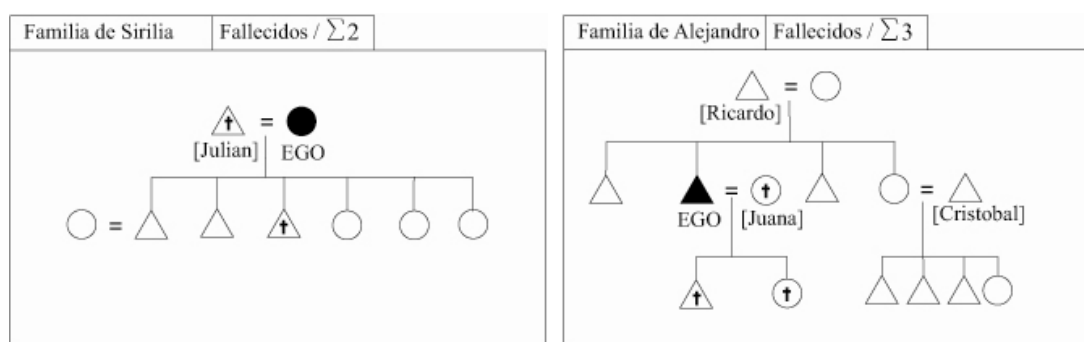 Familia de Sirilia
Fallecidos / ∑2
[Julian]
EGO
Familia de Alejandro
Fallecidos / ∑3
[Ricardo]
EGO
[Juana]
[Cristobal]